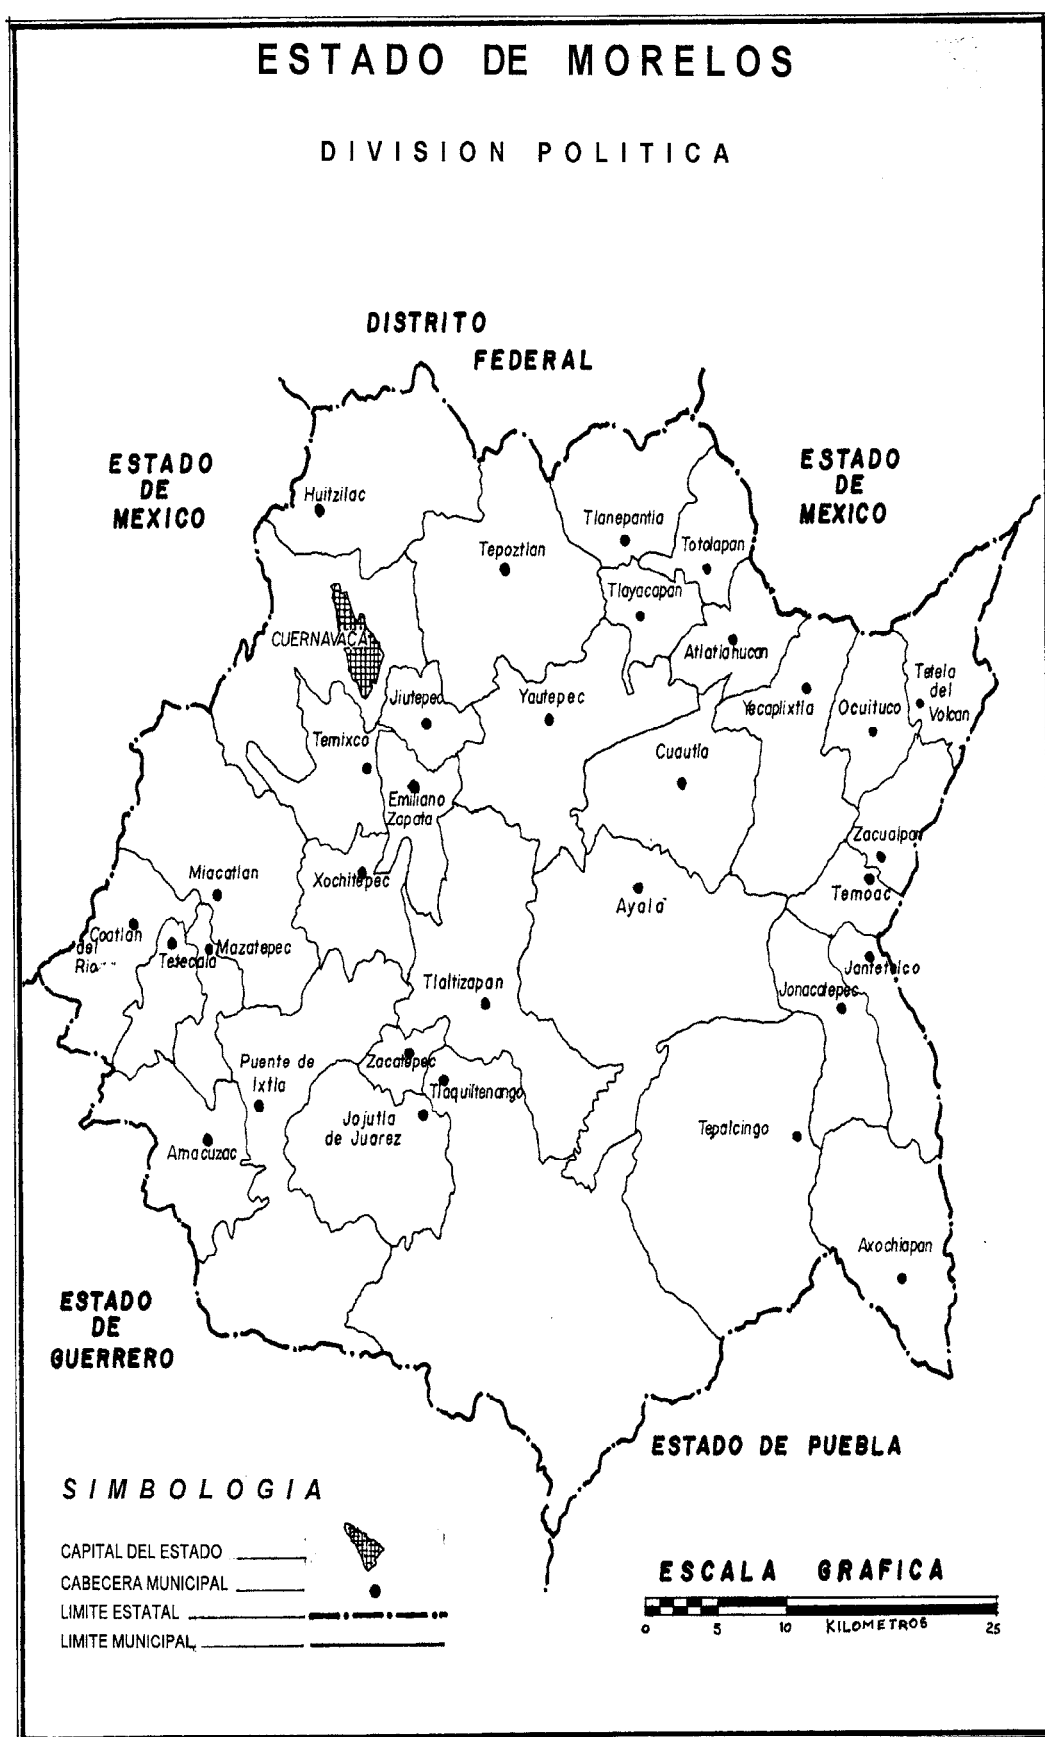 ESTADO DE MORELOS
DIVISION POLITICA
DISTRITO
FEDERAL
ESTADO
DE
MEXICO
ESTADO
DE
MEXICO
Huitzilac
Tlanepantla
Totolapan
Tepoztlan
Tlayacapan
CUERNAVACA
Atlatlahucan
Jiutepec
Yautepec
Yecaplixtla
Ocuituco
Tetela
del
Volcan
Temixco
Cuautla
Emiliano
Zapata
Zacualpan
Miacatlan
Xochitepec
Ayala
Temoac
Coatlan
del
Rio
Tetecala
Mazatepec
Tlaltizapan
Jantetelco
Jonacatepec
Puente de
Ixtla
Zacatepec
Tlaquiltenango
Jojutla
de Juarez
Tepalcingo
Amacuzac
Axochiapan
ESTADO
DE
GUERRERO
ESTADO DE PUEBLA
SIMBOLOGIA
CAPITAL DEL ESTADO
CABECERA MUNICIPAL
LIMITE ESTATAL
LIMITE MUNICIPAL
ESCALA GRAFICA
0 5 10 KILOMETROS 25